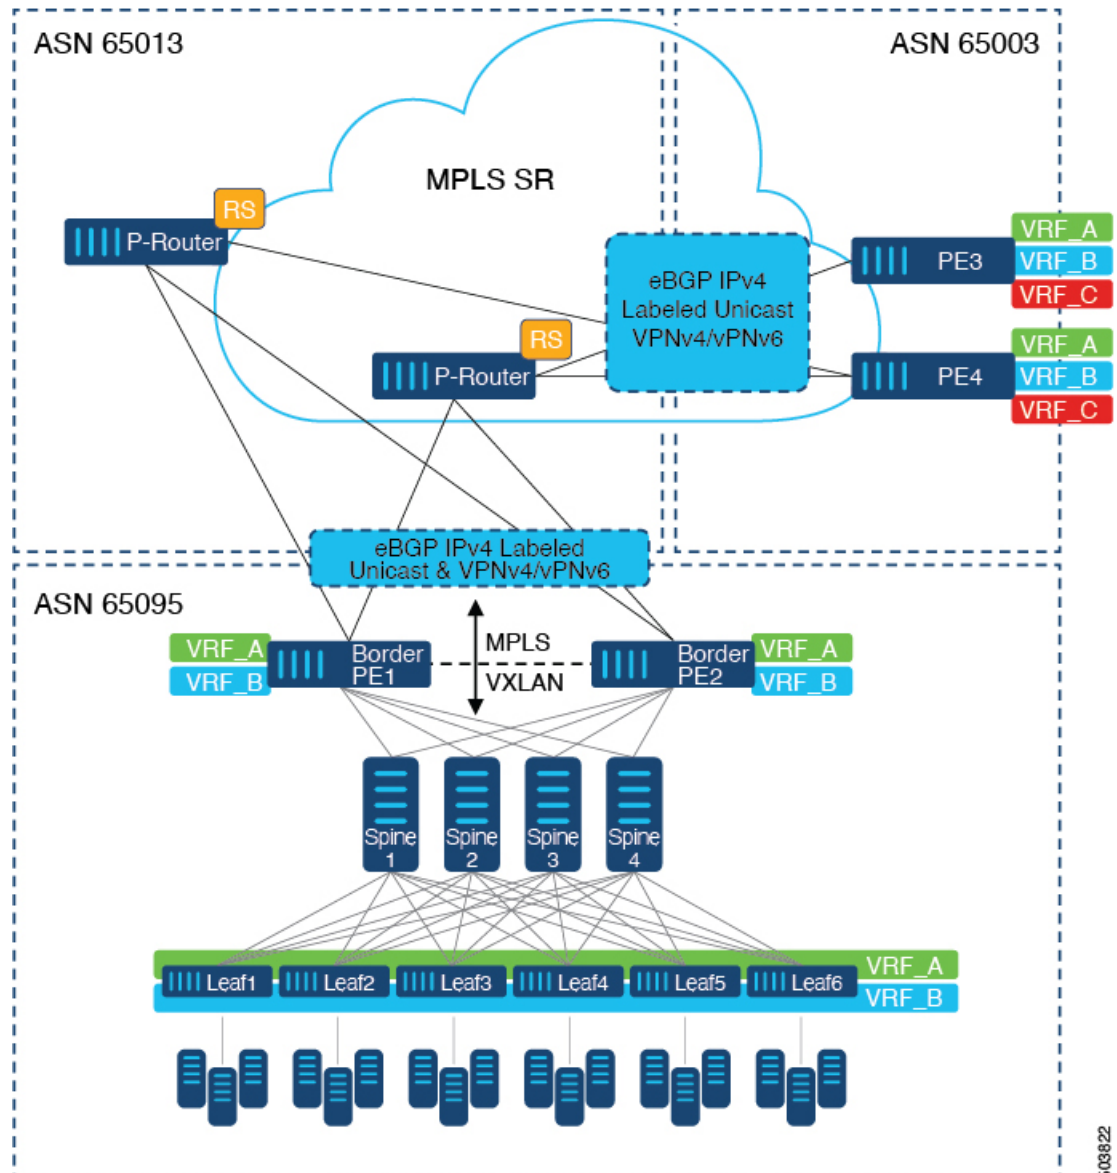 ASN 65013
ASN 65003
MPLS SR
RS
P-Router
eBGP IPv4
Labeled Unicast
VPNv4/vPNv6
PE3
VRF_A
VRF_B
VRF_C
RS
P-Router
PE4
VRF_A
VRF_B
VRF_C
eBGP IPv4 Labeled
Unicast & VPNv4/vPNv6
ASN 65095
VRF_A
VRF_B
Border
PE1
MPLS
VXLAN
Border
PE2
VRF_A
VRF_B
Spine
1
Spine
2
Spine
3
Spine
4
Leaf1
Leaf2
Leaf3
Leaf4
Leaf5
Leaf6
VRF_A
VRF_B
503822